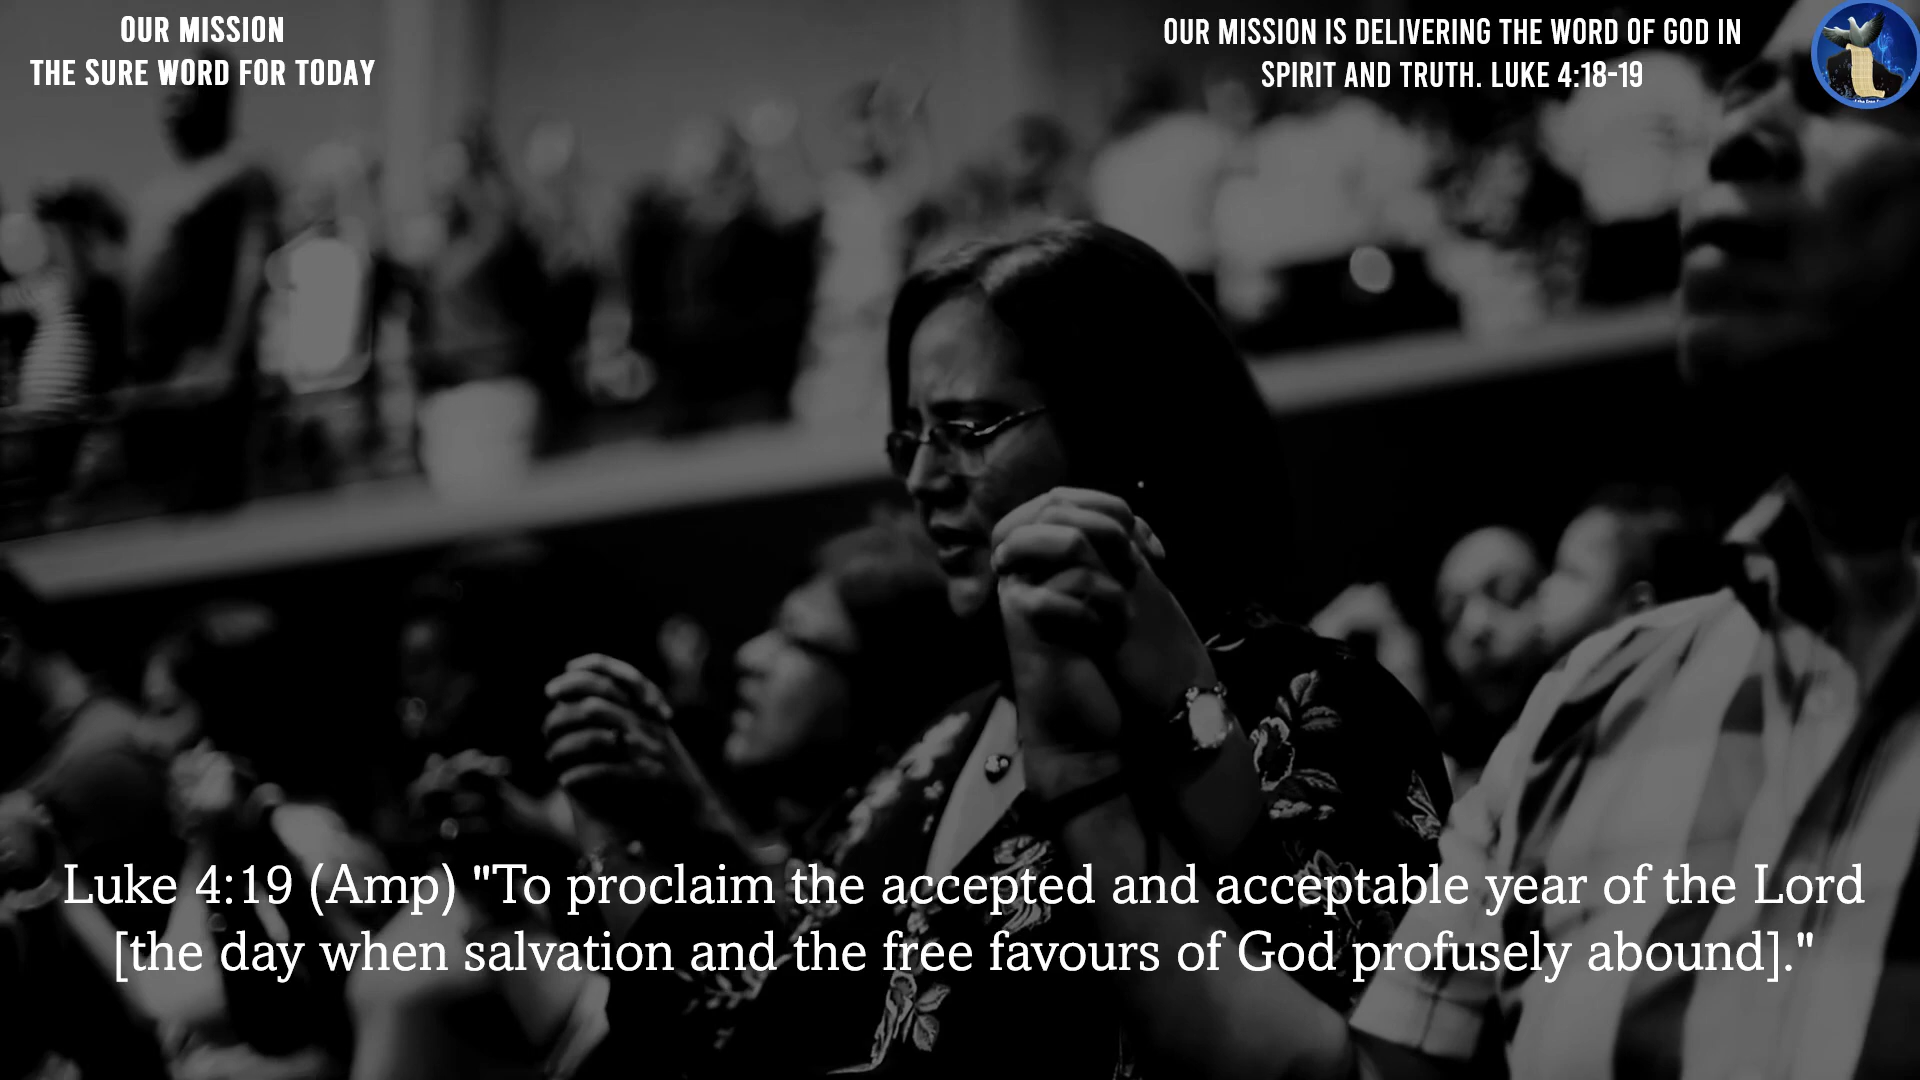 OUR MISSION
THE SURE WORD FOR TODAY
OUR MISSION IS DELIVERING THE WORD OF GOD IN
SPIRIT AND TRUTH. LUKE 4:18-19
Luke 4:19 (Amp) "To proclaim the accepted and acceptable year of the Lord
[the day when salvation and the free favours of God profusely abound]."